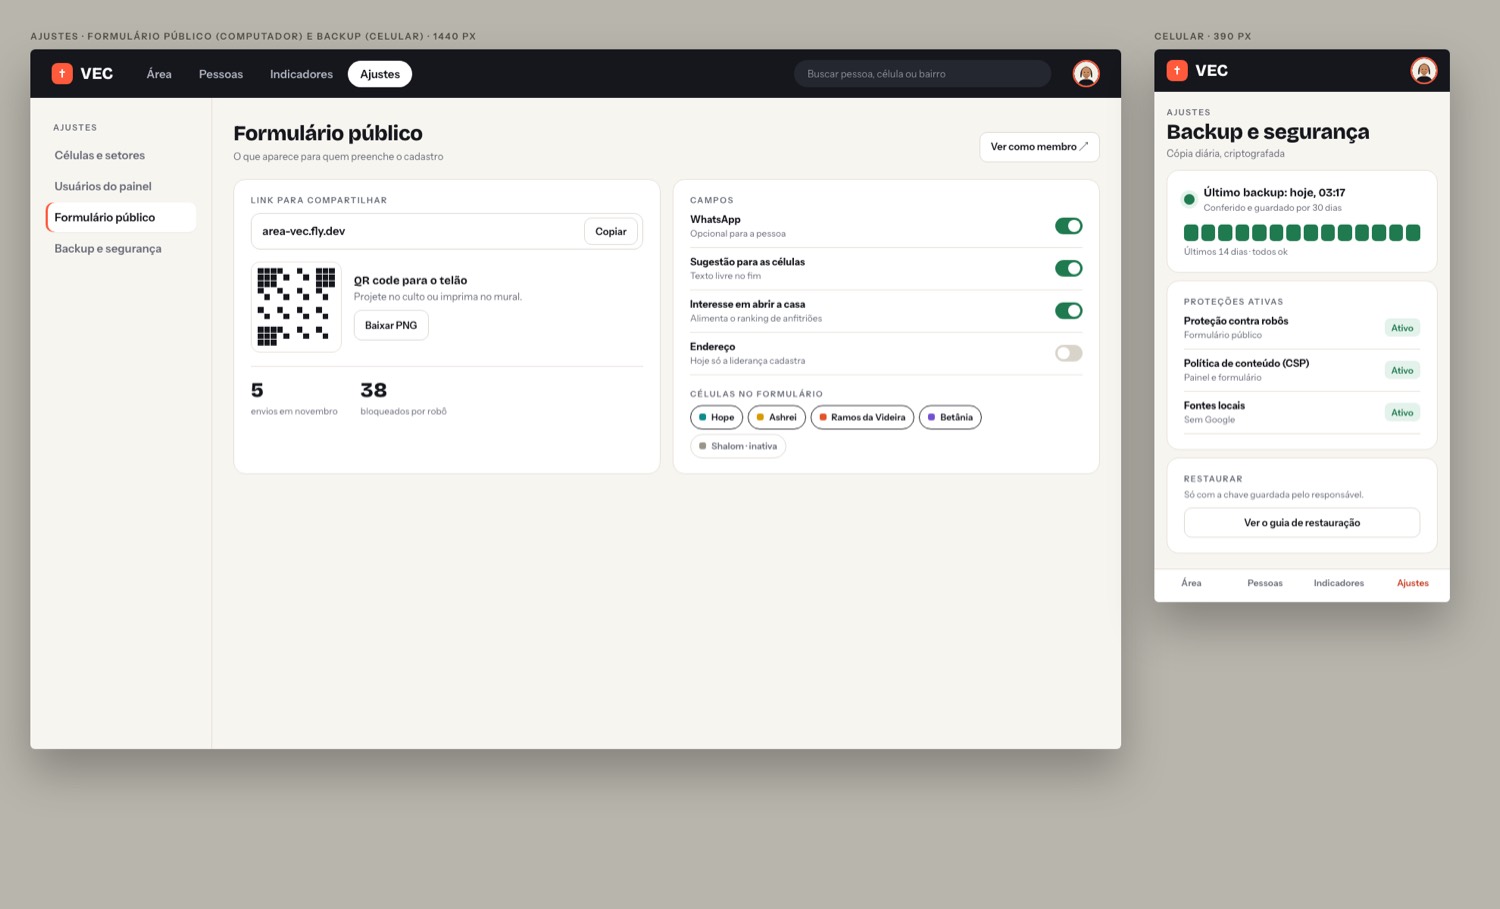 AJUSTES · FORMULÁRIO PÚBLICO (COMPUTADOR) E BACKUP (CELULAR) · 1440 PX
VEC
Área
Pessoas
Indicadores
Ajustes
Buscar pessoa, célula ou bairro
AJUSTES
Células e setores
Usuários do painel
Formulário público
Backup e segurança
Formulário público
O que aparece para quem preenche o cadastro
Ver como membro ↗
LINK PARA COMPARTILHAR
area-vec.fly.dev
Copiar
QR code para o telão
Projete no culto ou imprima no mural.
Baixar PNG
5
envios em novembro
38
bloqueados por robô
CAMPOS
WhatsApp
Opcional para a pessoa
Sugestão para as células
Texto livre no fim
Interesse em abrir a casa
Alimenta o ranking de anfitriões
Endereço
Hoje só a liderança cadastra
CÉLULAS NO FORMULÁRIO
Hope
Ashrei
Ramos da Videira
Betânia
Shalom · inativa
CELULAR · 390 PX
VEC
AJUSTES
Backup e segurança
Cópia diária, criptografada
Último backup: hoje, 03:17
Conferido e guardado por 30 dias
Últimos 14 dias · todos ok
PROTEÇÕES ATIVAS
Proteção contra robôs
Formulário público
Ativo
Política de conteúdo (CSP)
Painel e formulário
Ativo
Fontes locais
Sem Google
Ativo
RESTAURAR
Só com a chave guardada pelo responsável.
Ver o guia de restauração
Área
Pessoas
Indicadores
Ajustes